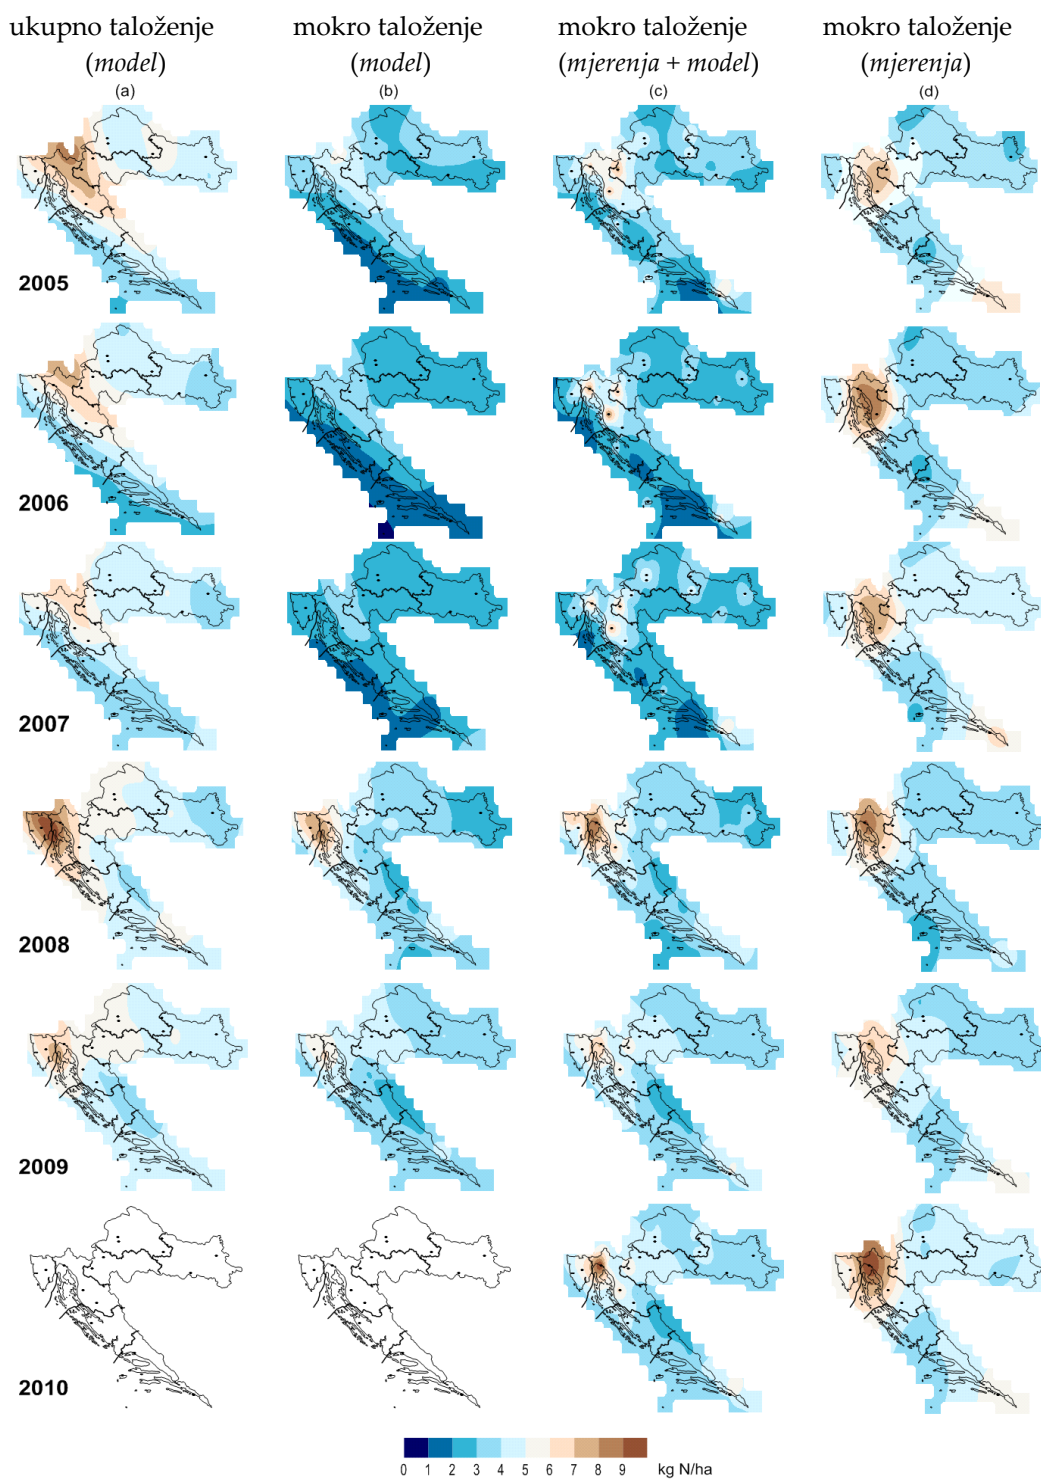 ukupno taloženje mokro taloženje mokro taloženje mokro taloženje
(model) (model) (mjerenja + model) (mjerenja)
(a) (b) (c) (d)
2005
2006
2007
2008
2009
2010
0 1 2 3 4 5 6 7 8 9 kg N/ha